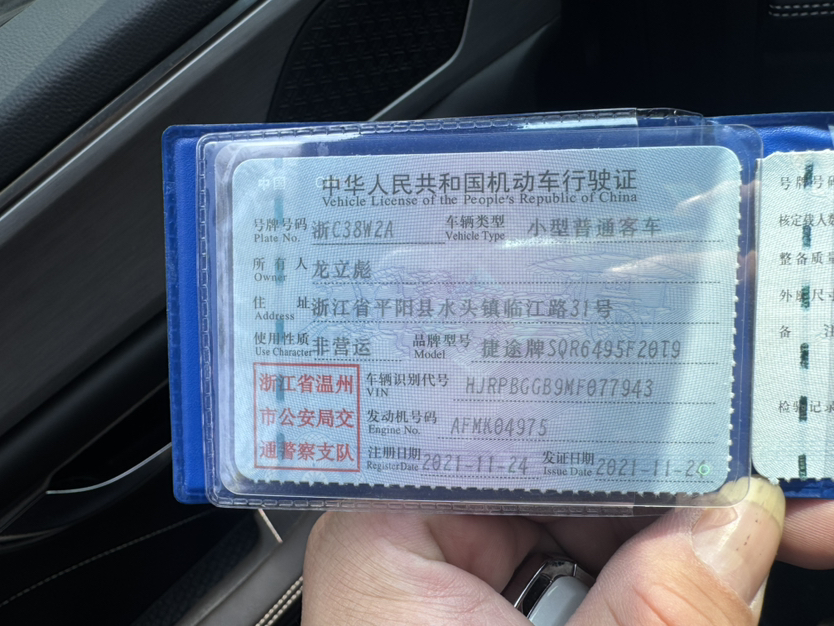 中国
中华人民共和国机动车行驶证
Vehicle License of the People's Republic of China
号牌号码 浙C38W2A 车辆类型 小型普通客车
Plate No. Vehicle Type
所有人 龙立彪
Owner
住址 浙江省平阳县水头镇临江路31号
Address
使用性质 非营运 品牌型号 捷途牌SQR6495F20T9
Use Character Model
浙江省温州
市公安局交
通警察支队
车辆识别代号 HJRPBGGB9MF077943
VIN
发动机号码 AFMK04975
Engine No.
注册日期 2021-11-24 发证日期 2021-11-24
Register Date Issue Date
号牌号码
核定载人数
整备质量
外廓尺寸
备注
检验记录